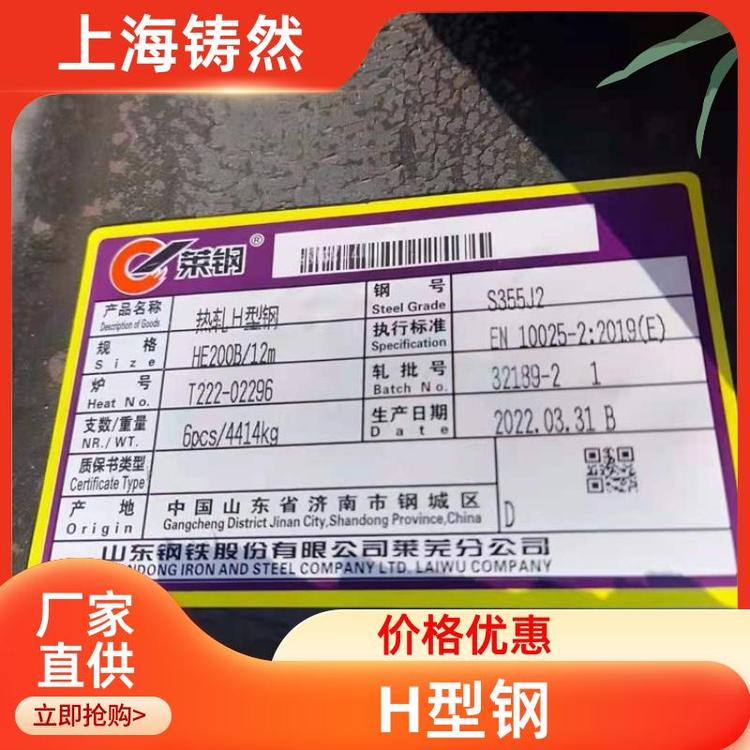 上海铸然
莱钢®
产品名称
Description of Goods
热轧H型钢
钢 号
Steel Grade
S355J2
规 格
Size
HE200B/12m
执行标准
Specification
EN 10025-2:2019(E)
炉 号
Heat No.
T222-02296
轧批号
Batch No.
32189-2 1
支数/重量
NR./WT.
6pcs/4414kg
生产日期
Date
2022.03.31 B
质保书类型
Certificate Type
产 地
Origin
中国山东省济南市钢城区
Gangcheng District Jinan City,Shandong Province,China
D
山东钢铁股份有限公司莱芜分公司
NDONG IRON AND STEEL COMPANY LTD. LAIWU COMPANY
厂家
直供
立即抢购>
价格优惠
H型钢